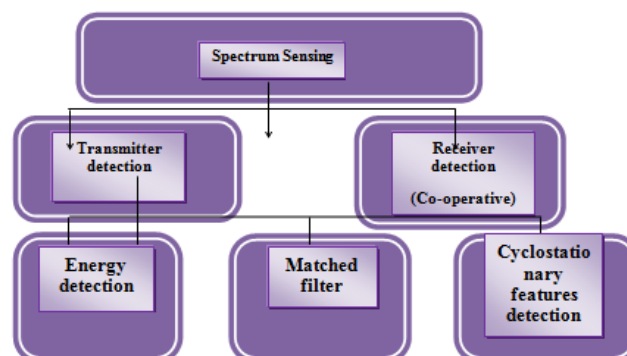 Spectrum Sensing
Transmitter
detection
Receiver
detection
(Co-operative)
Energy
detection
Matched
filter
Cyclostatio
nary
features
detection